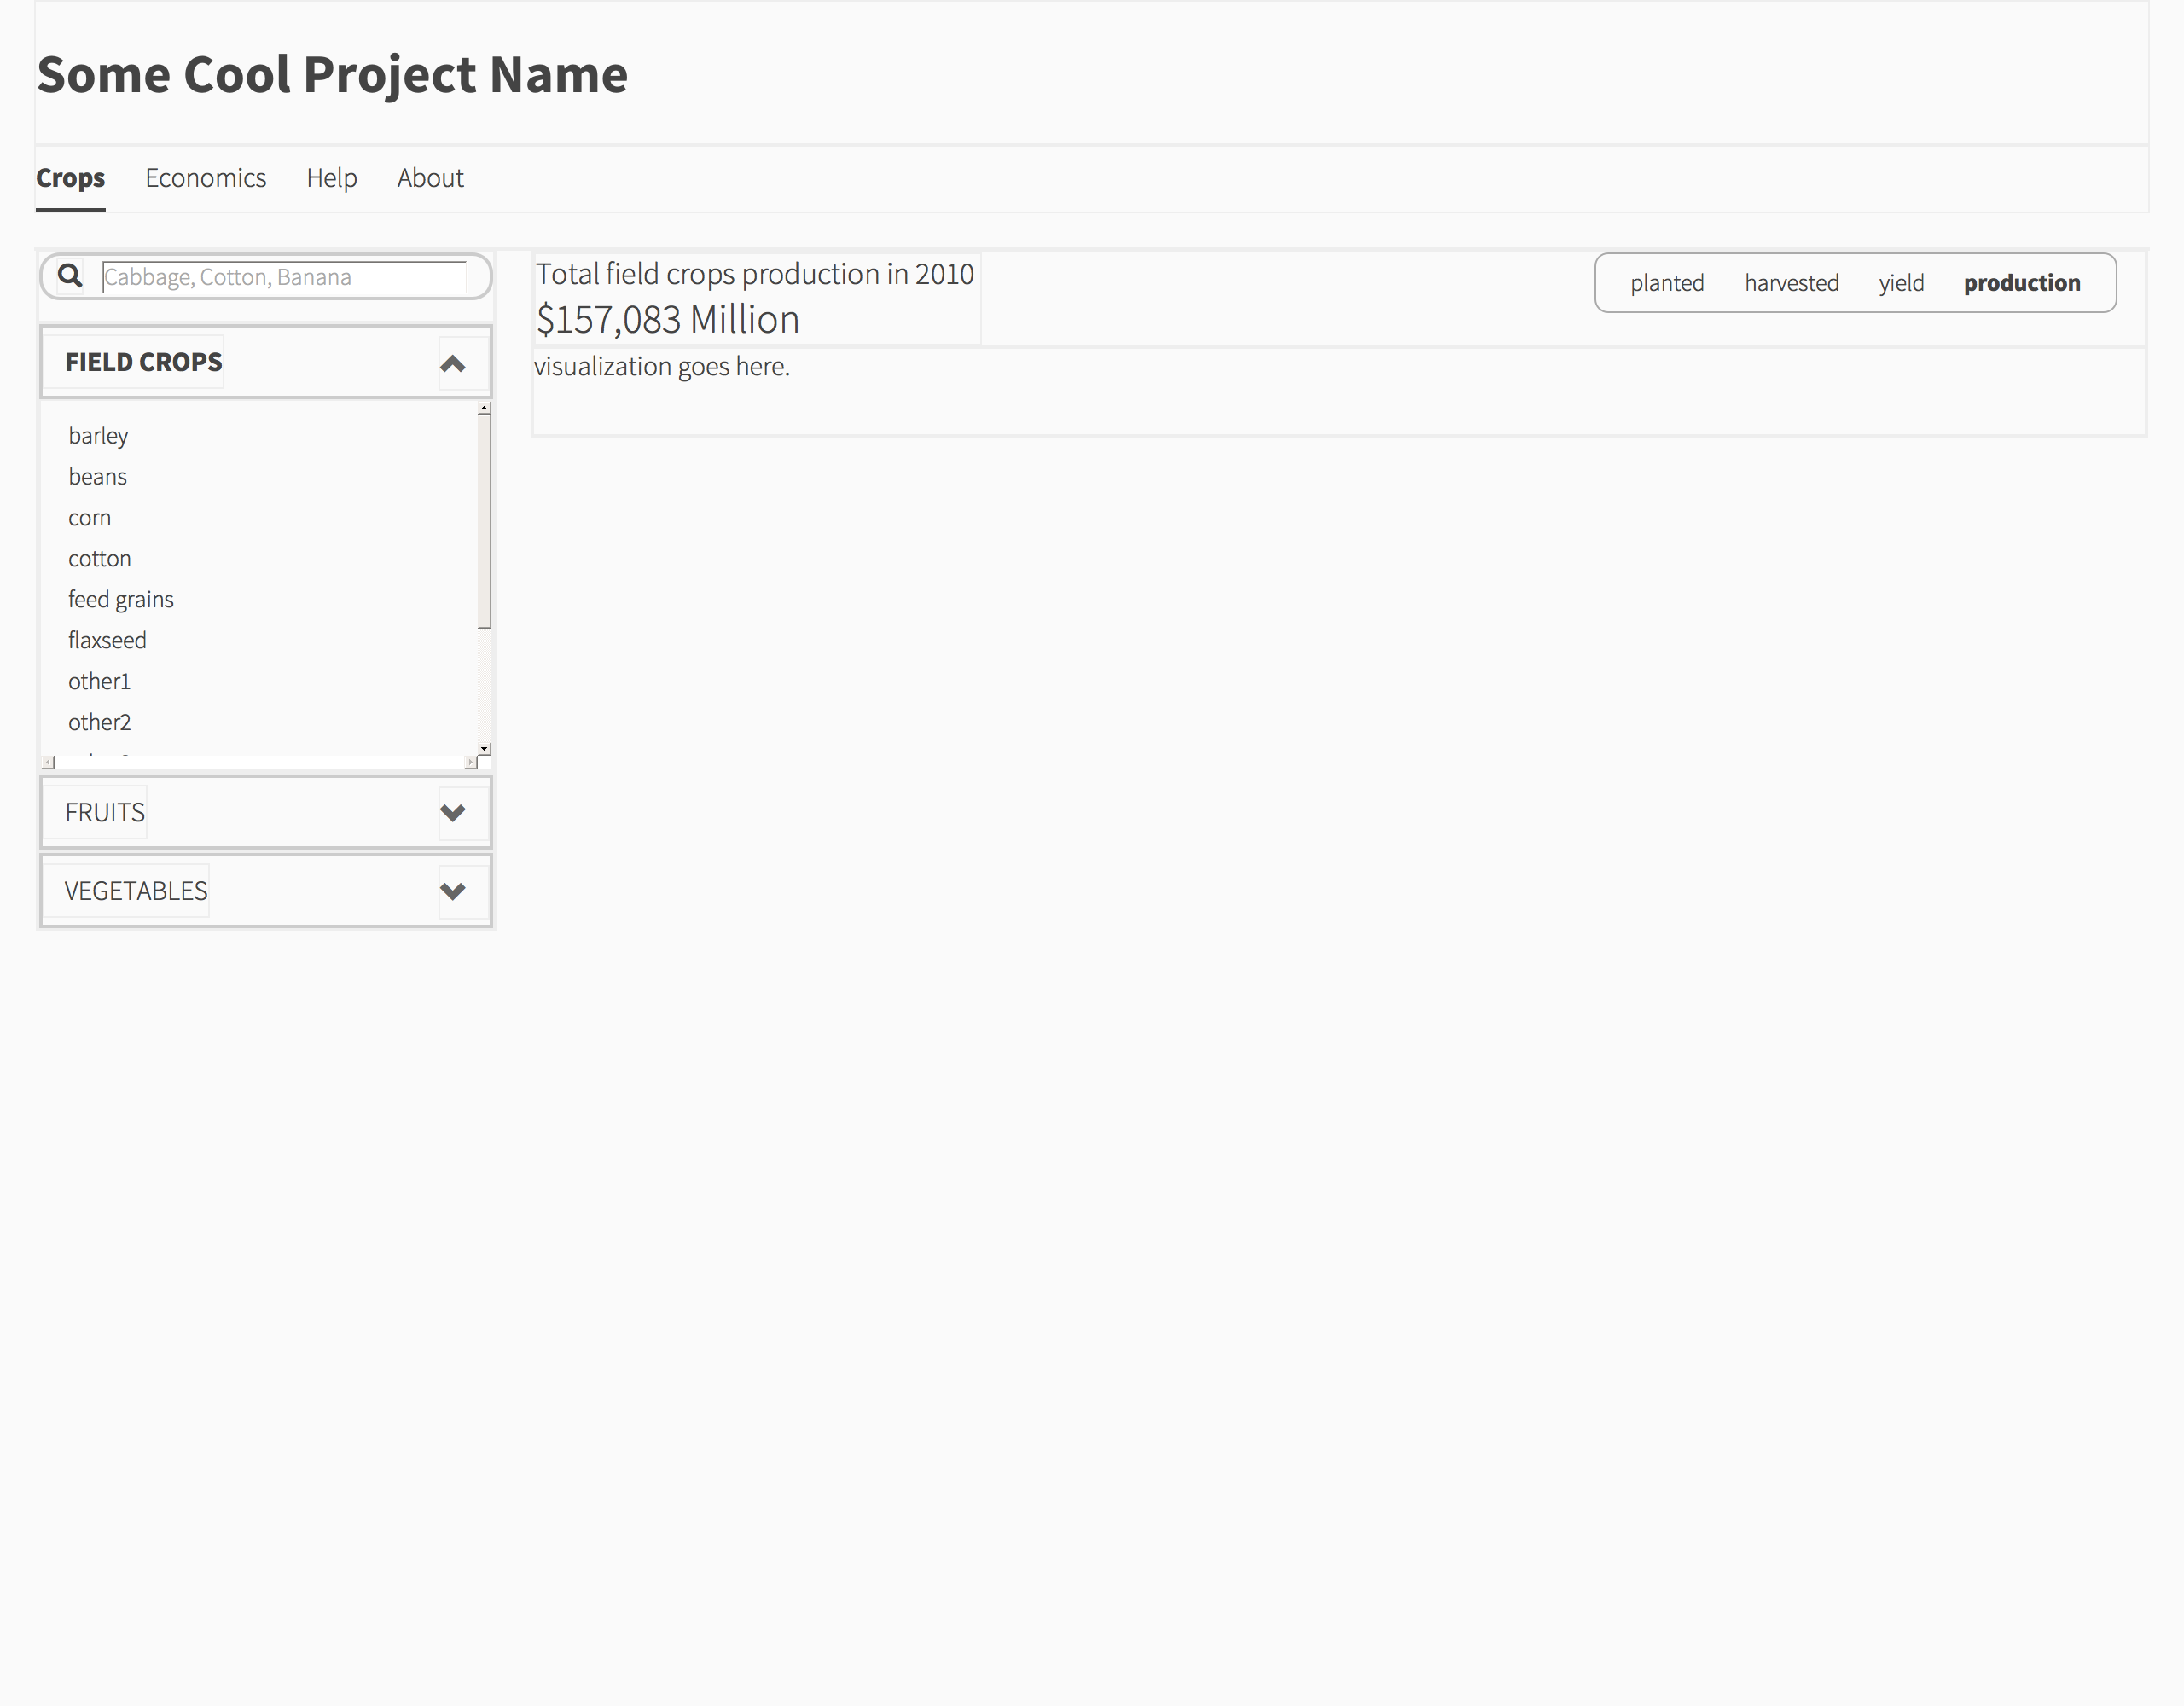 Some Cool Project Name
Crops Economics Help About
Cabbage, Cotton, Banana
FIELD CROPS
barley
beans
corn
cotton
feed grains
flaxseed
other1
other2
FRUITS
VEGETABLES
Total field crops production in 2010
$157,083 Million
planted harvested yield production
visualization goes here.